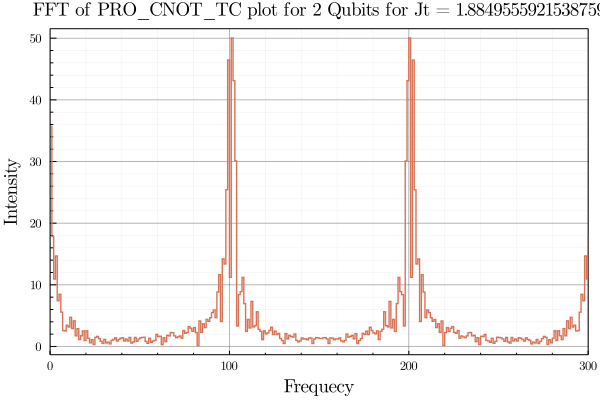 FFT of PRO_CNOT_TC plot for 2 Qubits for Jt = 1.8849555921538759
Intensity
50
40
30
20
10
0
0 100 200 300
Frequecy